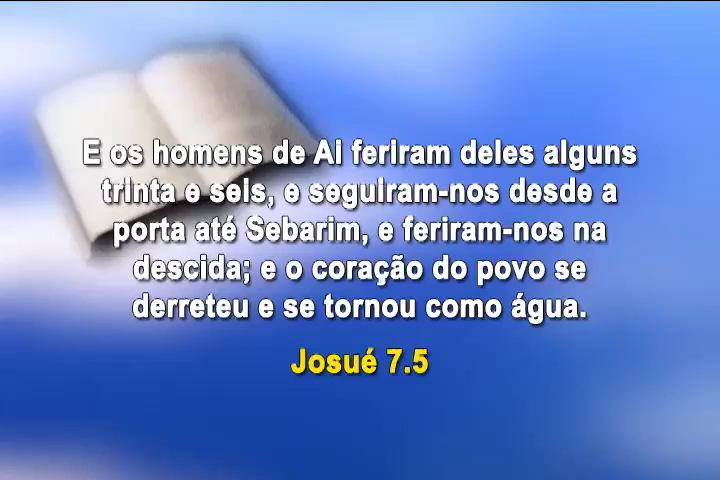 E os homens de Ai feriram deles alguns
trinta e seis, e seguiram-nos desde a
porta até Sebarim, e feriram-nos na
descida; e o coração do povo se
derreteu e se tornou como água.
Josué 7.5